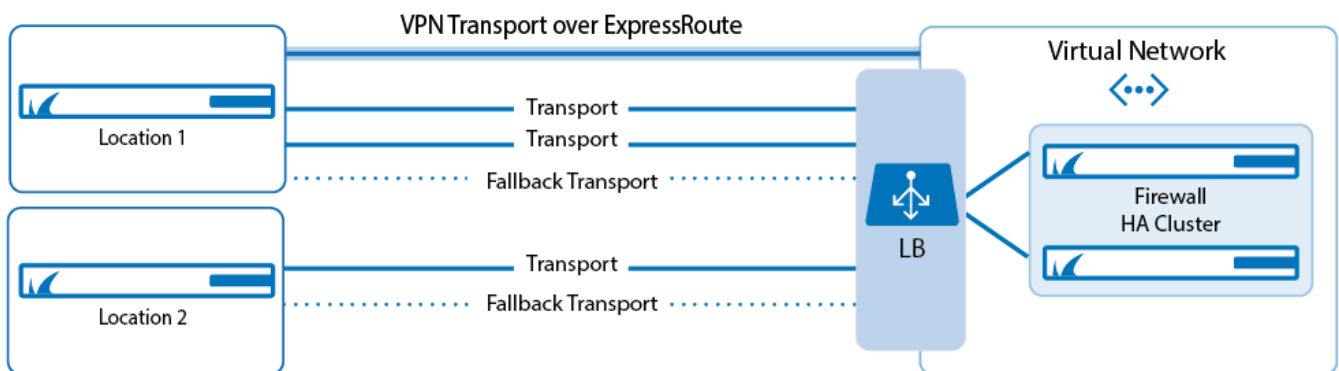 VPN Transport over ExpressRoute
Virtual Network
Transport
Transport
Location 1
Fallback Transport
Firewall
HA Cluster
LB
Transport
Fallback Transport
Location 2